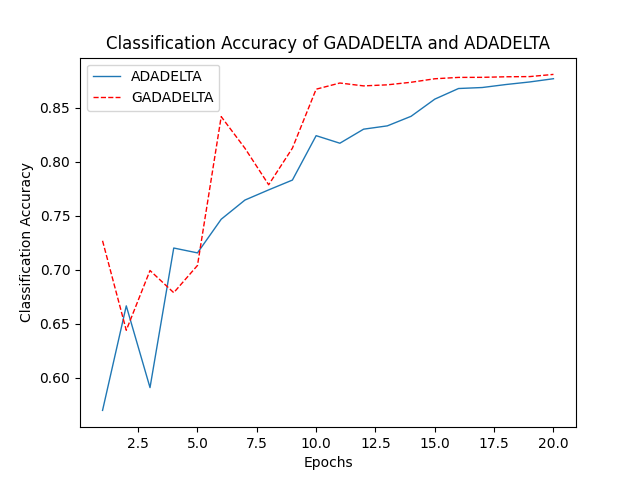 Classification Accuracy of GADADELTA and ADADELTA
ADADELTA
GADADELTA
Classification Accuracy
0.85
0.80
0.75
0.70
0.65
0.60
2.5 5.0 7.5 10.0 12.5 15.0 17.5 20.0
Epochs